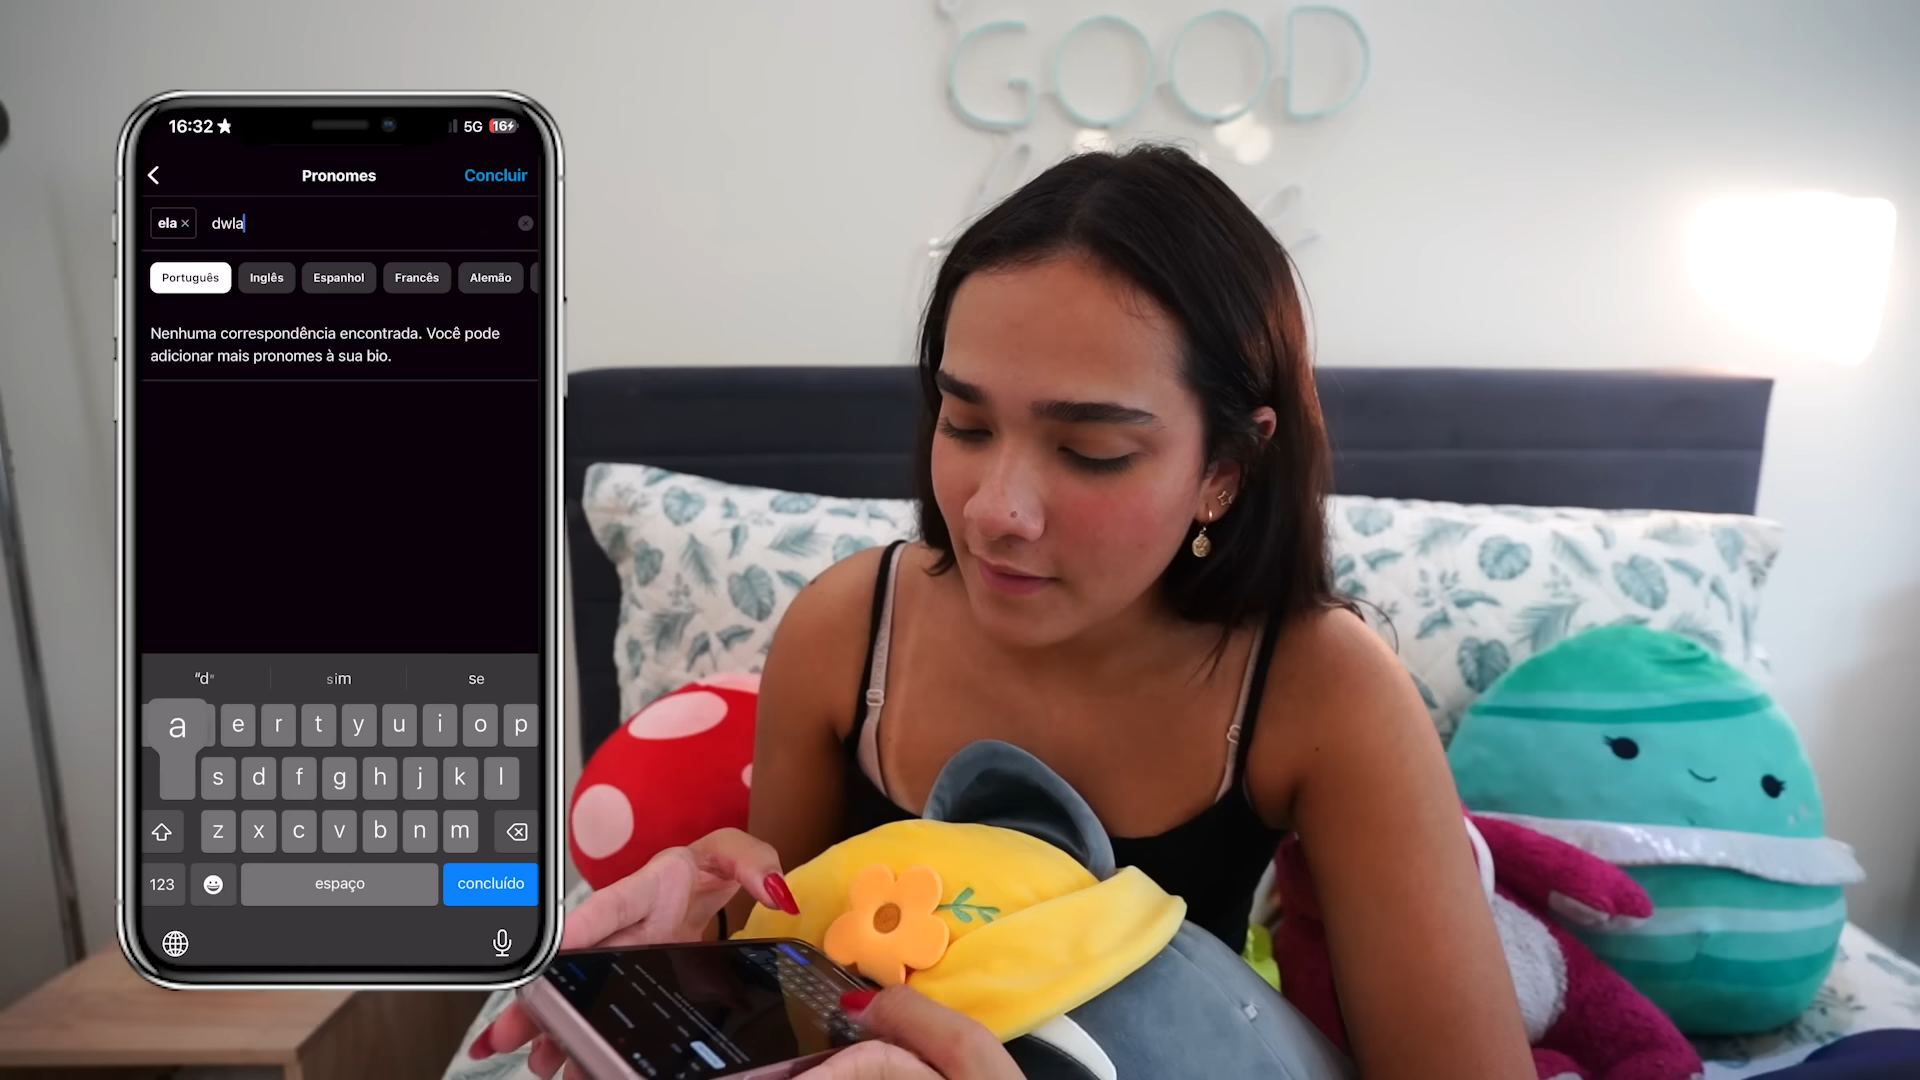 GOOD
16:32 5G 16
Pronomes Concluir
ela × dwla
Português Inglês Espanhol Francês Alemão
Nenhuma correspondência encontrada. Você pode
adicionar mais pronomes à sua bio.
"d" sim se
a e r t y u i o p
s d f g h j k l
z x c v b n m
123 espaço concluído